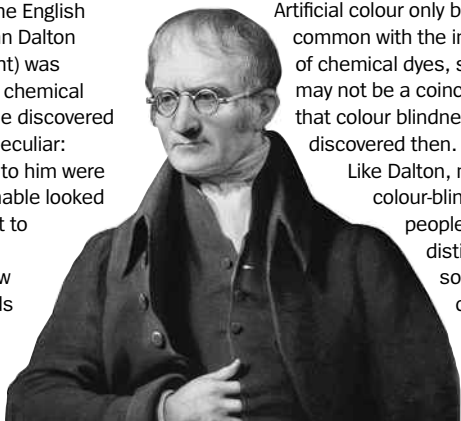 he English
n Dalton
nt) was
chemical
e discovered
eculiar:
to him were
nable looked
t to
w
ls
Artificial colour only b
common with the in
of chemical dyes, s
may not be a coinc
that colour blindne
discovered then.
Like Dalton, m
colour-blin
people
disti
so
c